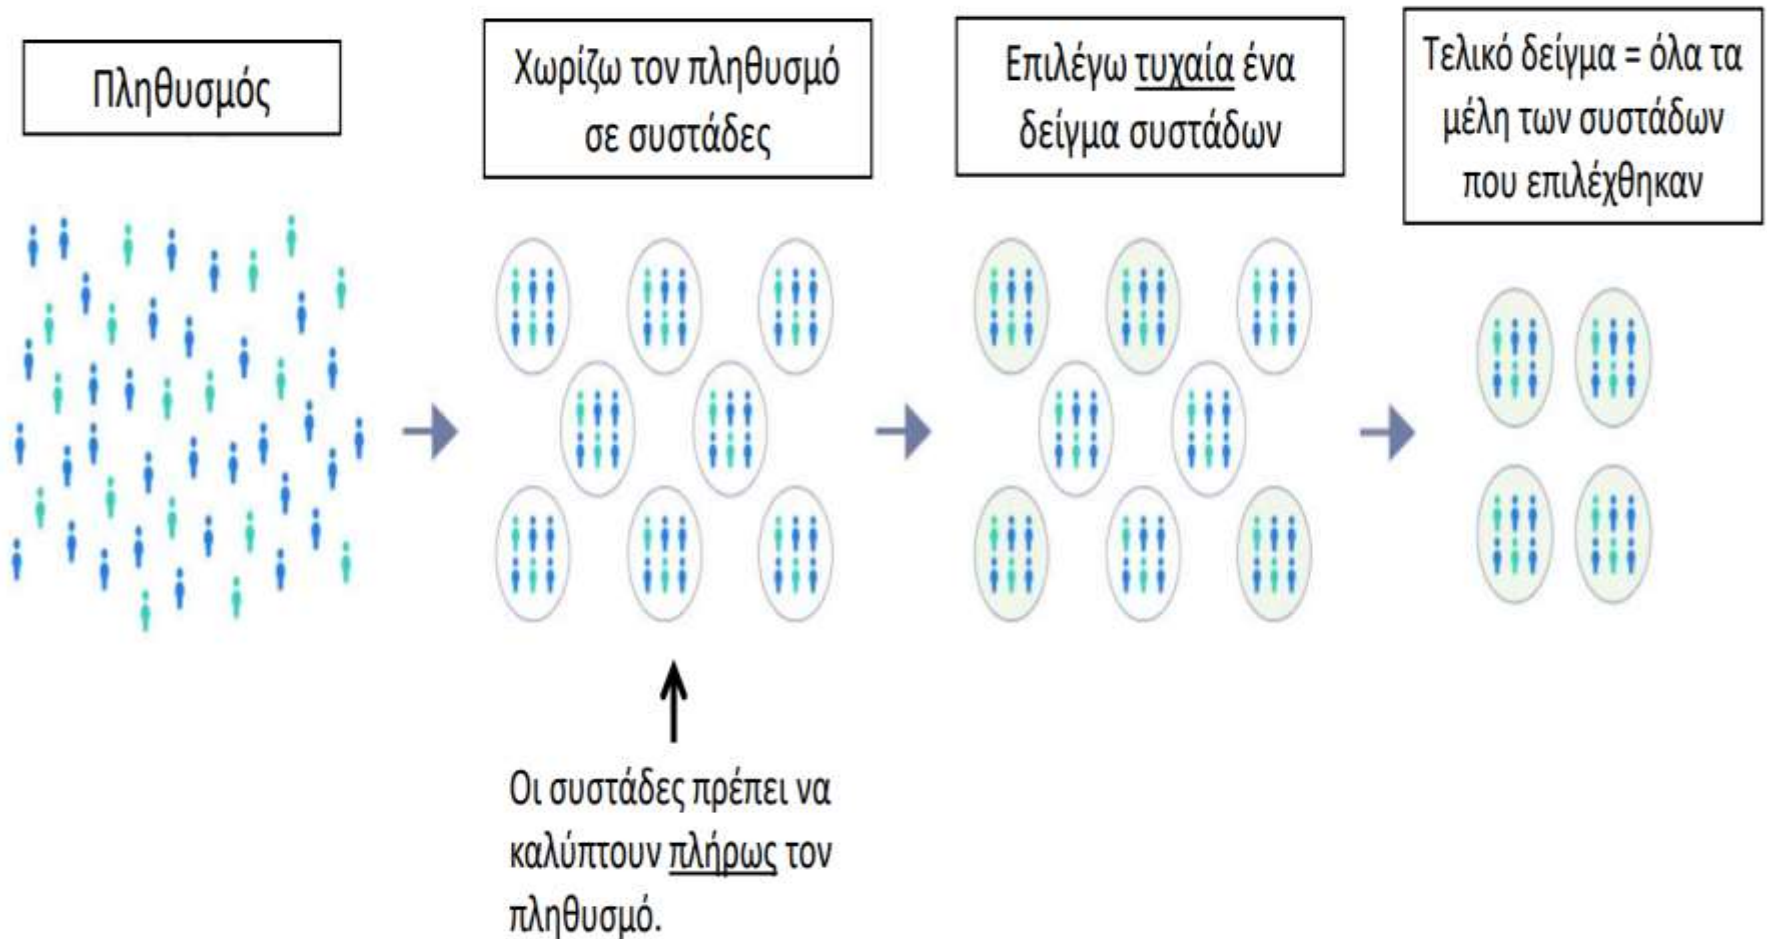 Πληθυσμός
Χωρίζω τον πληθυσμό
σε συστάδες
Επιλέγω τυχαία ένα
δείγμα συστάδων
Τελικό δείγμα = όλα τα
μέλη των συστάδων
που επιλέχθηκαν
Οι συστάδες πρέπει να
καλύπτουν πλήρως τον
πληθυσμό.